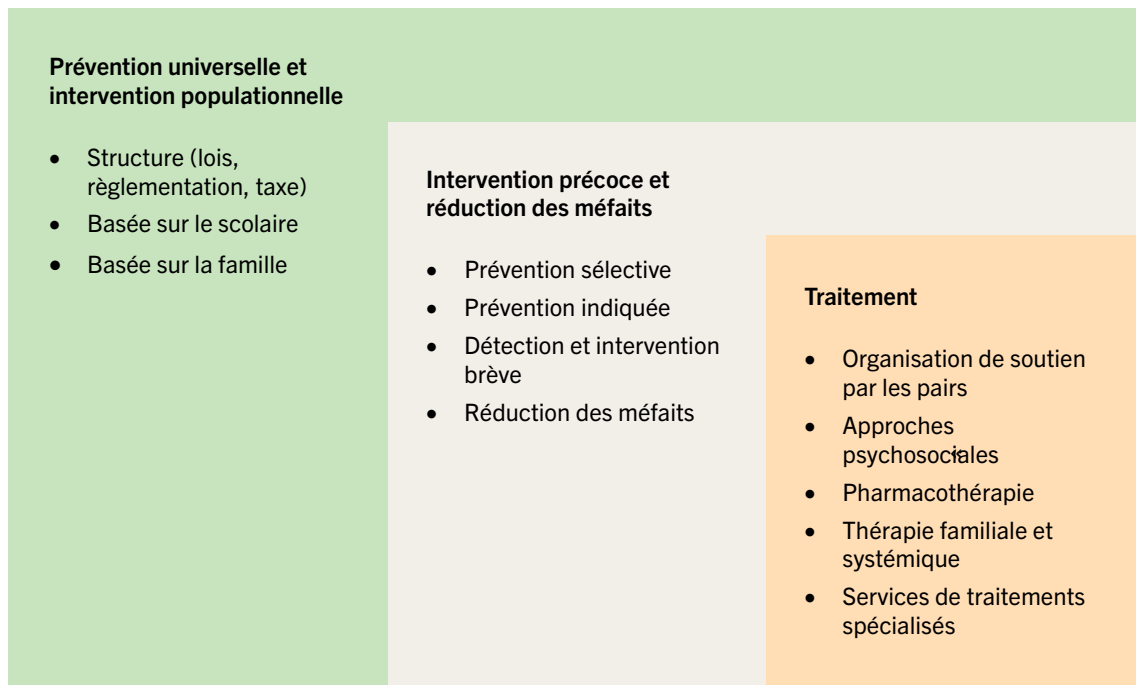 Prévention universelle et
intervention populationnelle
• Structure (lois,
règlementation, taxe)
• Basée sur le scolaire
• Basée sur la famille
Intervention précoce et
réduction des méfaits
• Prévention sélective
• Prévention indiquée
• Détection et intervention
brève
• Réduction des méfaits
Traitement
• Organisation de soutien
par les pairs
• Approches
psychosociales
• Pharmacothérapie
• Thérapie familiale et
systémique
• Services de traitements
spécialisés